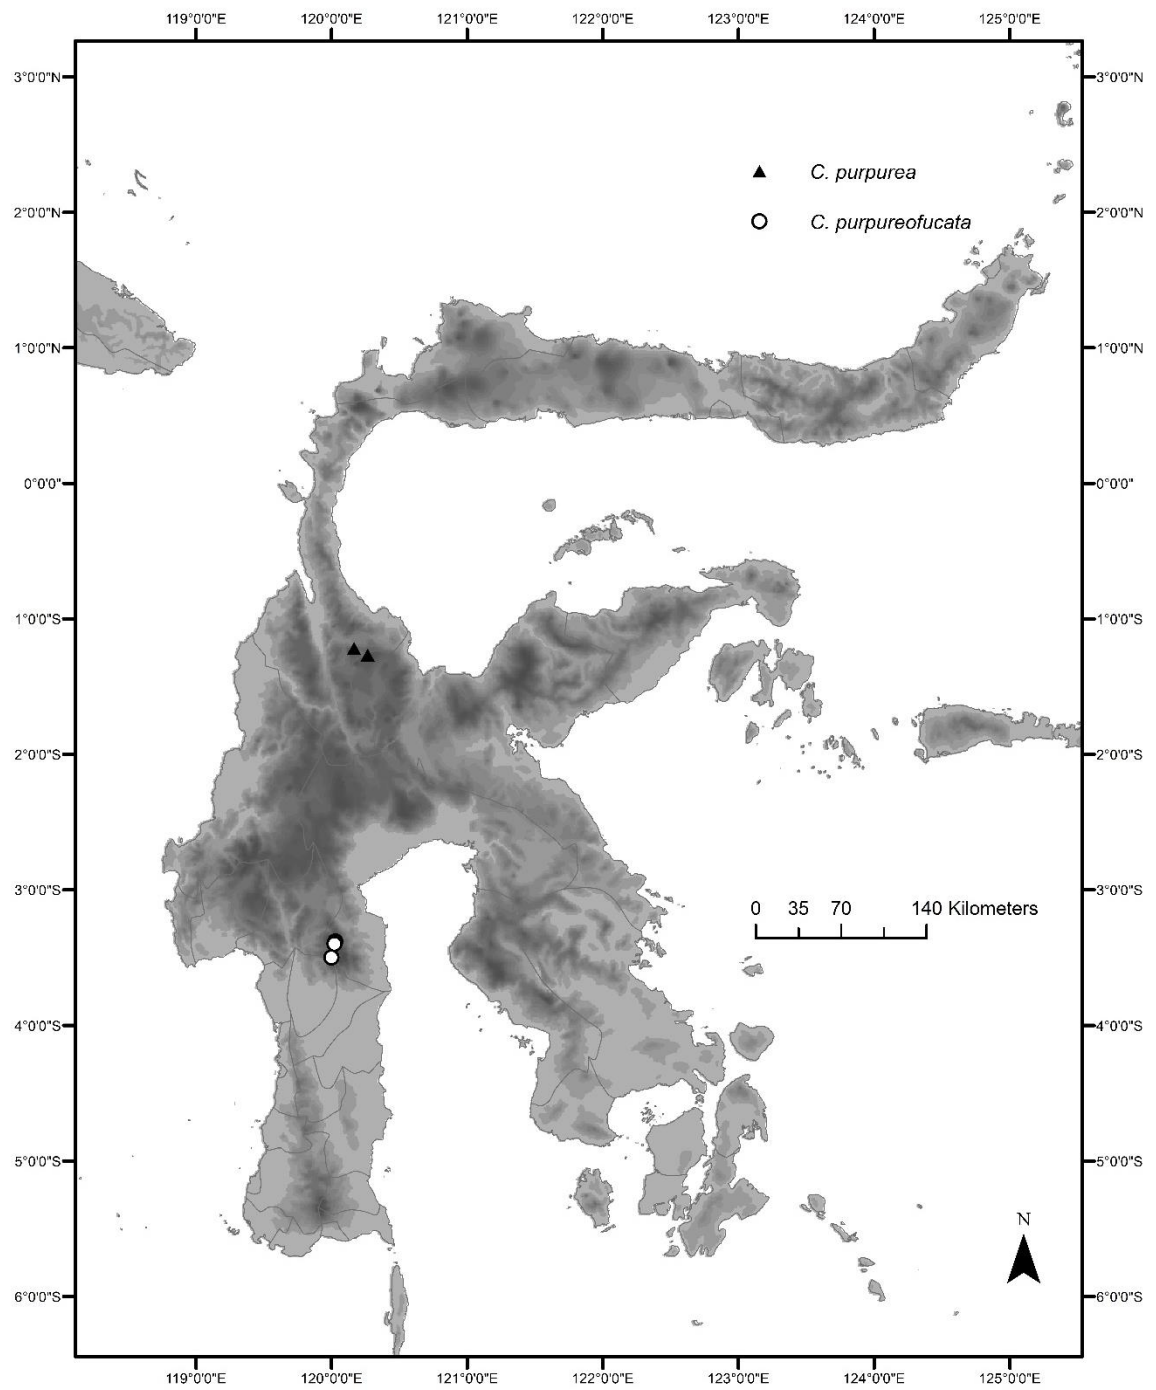 119°0'0"E 120°0'0"E 121°0'0"E 122°0'0"E 123°0'0"E 124°0'0"E 125°0'0"E
3°0'0"N 3°0'0"N
C. purpurea
2°0'0"N 2°0'0"N
C. purpureofucata
1°0'0"N 1°0'0"N
0°0'0" 0°0'0"
1°0'0"S 1°0'0"S
2°0'0"S 2°0'0"S
3°0'0"S 3°0'0"S
0 35 70 140 Kilometers
4°0'0"S 4°0'0"S
5°0'0"S 5°0'0"S
N
6°0'0"S 6°0'0"S
119°0'0"E 120°0'0"E 121°0'0"E 122°0'0"E 123°0'0"E 124°0'0"E 125°0'0"E